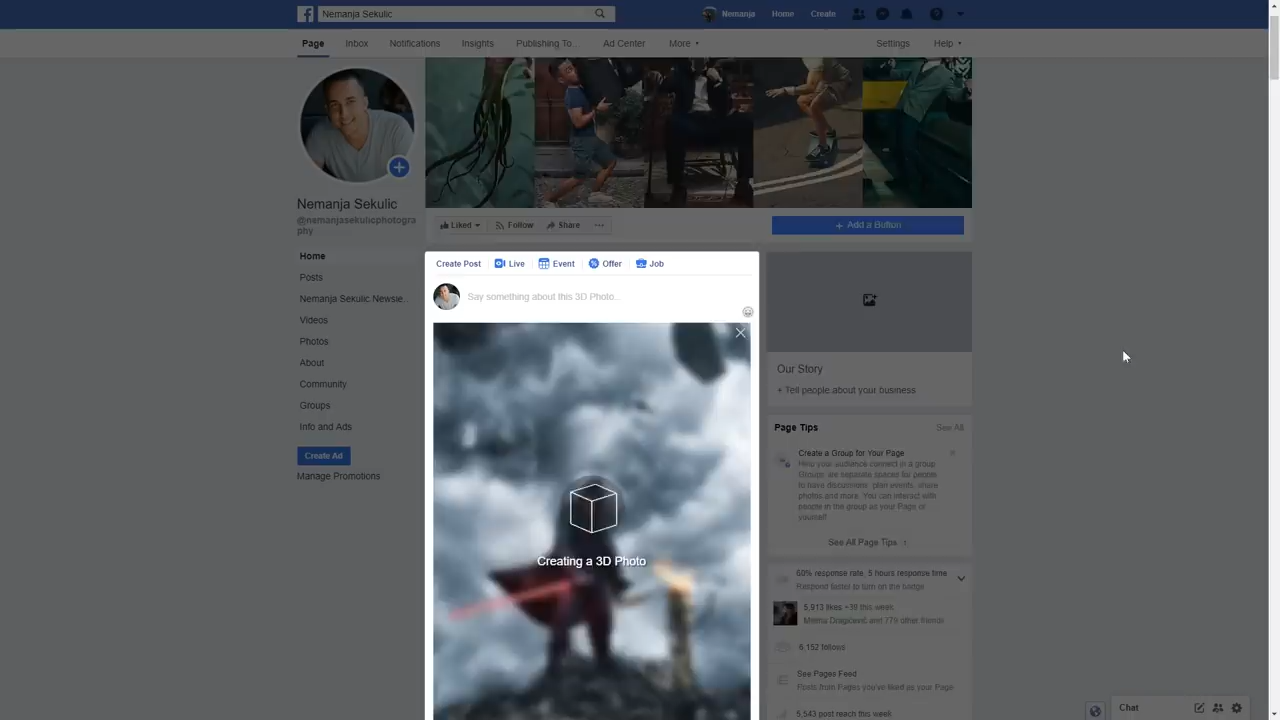 Nemanja Sekulic
Nemanja Home Create
Page Inbox Notifications Insights Publishing To... Ad Center More Settings Help
Nemanja Sekulic
@nemanjasekulicphotogra
phy
Liked Follow Share ...
+ Add a Button
Home
Posts
Nemanja Sekulic Newsle..
Videos
Photos
About
Community
Groups
Info and Ads
Create Ad
Manage Promotions
Create Post Live Event Offer Job
Say something about this 3D Photo...
Creating a 3D Photo
Our Story
+ Tell people about your business
Page Tips See All
Create a Group for Your Page
Help your audience connect in a group
Groups are separate spaces for people
to have discussions, plan events, share
photos and more. You can interact with
people in the group as your Page or
yourself
See All Page Tips
60% response rate, 5 hours response time
Respond faster to turn on the badge
5,913 likes +38 this week
and 779 other friends
6,152 follows
See Pages Feed
Posts from Pages you've liked as your Page
5,543 post reach this week
Chat